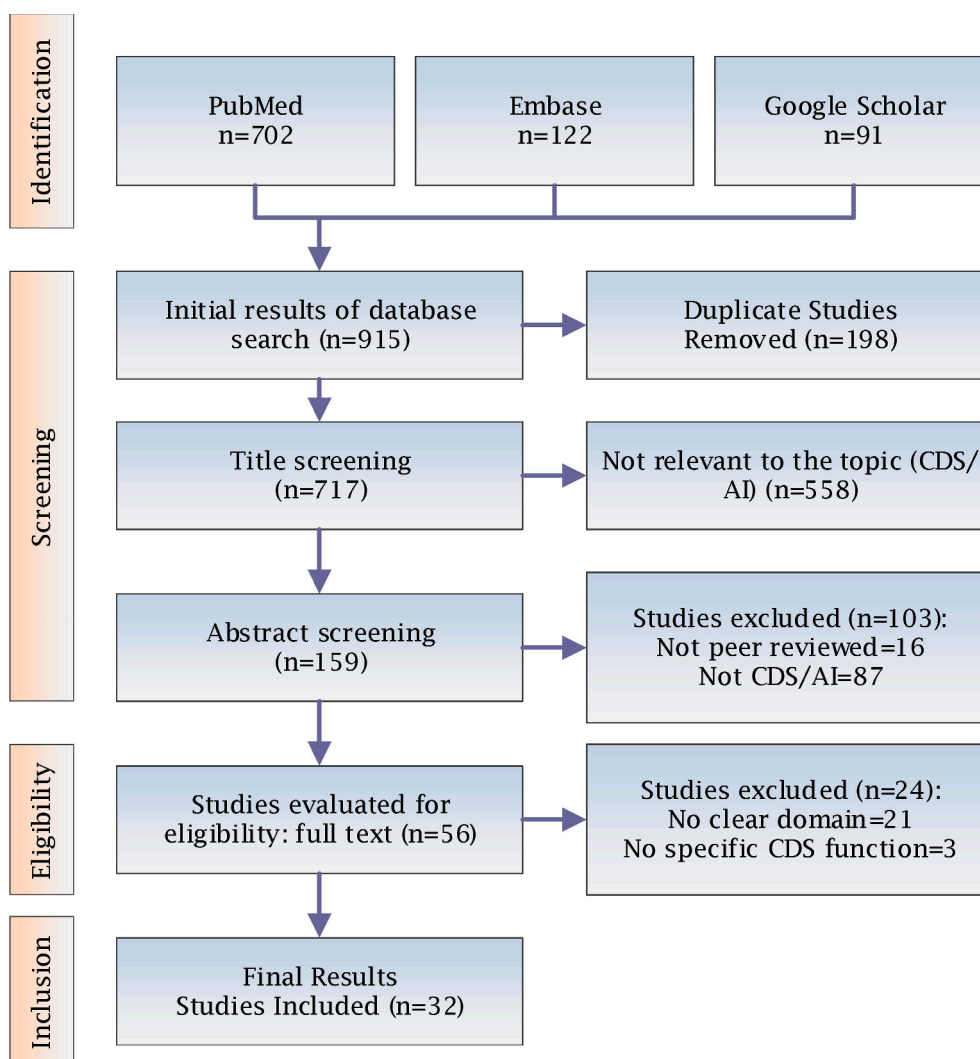 Identification
PubMed
n=702
Embase
n=122
Google Scholar
n=91
Screening
Initial results of database
search (n=915)
Duplicate Studies
Removed (n=198)
Title screening
(n=717)
Not relevant to the topic (CDS/
AI) (n=558)
Abstract screening
(n=159)
Studies excluded (n=103):
Not peer reviewed=16
Not CDS/AI=87
Eligibility
Studies evaluated for
eligibility: full text (n=56)
Studies excluded (n=24):
No clear domain=21
No specific CDS function=3
Inclusion
Final Results
Studies Included (n=32)